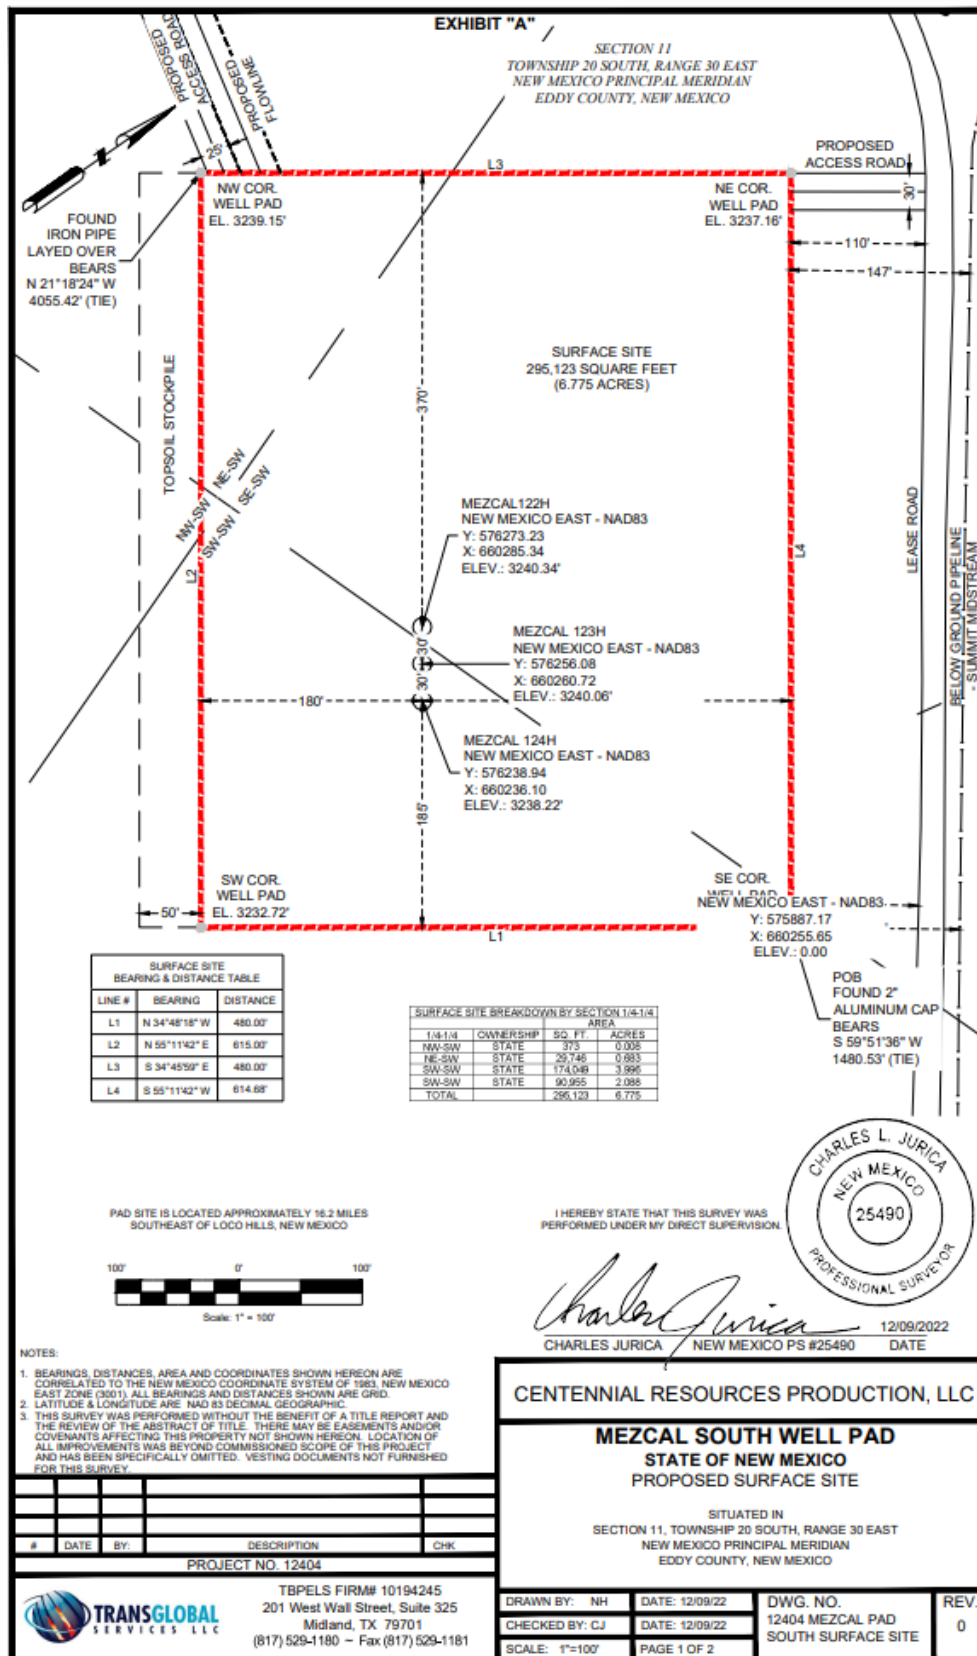 EXHIBIT "A"
SECTION 11
TOWNSHIP 20 SOUTH, RANGE 30 EAST
NEW MEXICO PRINCIPAL MERIDIAN
EDDY COUNTY, NEW MEXICO
PROPOSED
ACCESS ROAD
PROPOSED
FLOWLINE
25'
L3
PROPOSED
ACCESS ROAD
30'
110'
147'
NW COR.
WELL PAD
EL. 3239.15'
NE COR.
WELL PAD
EL. 3237.16'
FOUND
IRON PIPE
LAYED OVER
BEARS
N 21°18'24" W
4055.42' (TIE)
SURFACE SITE
295,123 SQUARE FEET
(6.775 ACRES)
370'
TOPSOIL STOCKPILE
NW-SW
NE-SW
SW-SW
SE-SW
L2
L4
LEASE ROAD
BELOW GROUND PIPELINE
- SUMMIT MIDSTREAM
MEZCAL122H
NEW MEXICO EAST - NAD83
Y: 576273.23
X: 660285.34
ELEV.: 3240.34'
30'
MEZCAL 123H
NEW MEXICO EAST - NAD83
Y: 576256.08
X: 660260.72
ELEV.: 3240.06'
30'
180'
MEZCAL 124H
NEW MEXICO EAST - NAD83
Y: 576238.94
X: 660236.10
ELEV.: 3238.22'
185'
SW COR.
WELL PAD
EL. 3232.72'
50'
L1
SE COR.
WELL PAD
NEW MEXICO EAST - NAD83
Y: 575887.17
X: 660255.65
ELEV.: 0.00
POB
FOUND 2"
ALUMINUM CAP
BEARS
S 59°51'36" W
1480.53' (TIE)
SURFACE SITE
BEARING & DISTANCE TABLE
LINE # BEARING DISTANCE
L1 N 34°48'18" W 480.00'
L2 N 55°11'42" E 615.00'
L3 S 34°45'59" E 480.00'
L4 S 55°11'42" W 614.68'
SURFACE SITE BREAKDOWN BY SECTION 1/4-1/4
AREA
1/4-1/4 OWNERSHIP SQ. FT. ACRES
NW-SW STATE 373 0.008
NE-SW STATE 29,746 0.683
SW-SW STATE 174,049 3.996
SW-SW STATE 90,955 2.088
TOTAL 295,123 6.775
CHARLES L. JURICA
NEW MEXICO
25490
PROFESSIONAL SURVEYOR
PAD SITE IS LOCATED APPROXIMATELY 16.2 MILES
SOUTHEAST OF LOCO HILLS, NEW MEXICO
100' 0' 100'
Scale: 1" = 100'
I HEREBY STATE THAT THIS SURVEY WAS
PERFORMED UNDER MY DIRECT SUPERVISION.
Charles Jurica
12/09/2022
CHARLES JURICA NEW MEXICO PS #25490 DATE
NOTES:
1. BEARINGS, DISTANCES, AREA AND COORDINATES SHOWN HEREON ARE
CORRELATED TO THE NEW MEXICO COORDINATE SYSTEM OF 1983, NEW MEXICO
EAST ZONE (3001). ALL BEARINGS AND DISTANCES SHOWN ARE GRID.
2. LATITUDE & LONGITUDE ARE NAD 83 DECIMAL GEOGRAPHIC.
3. THIS SURVEY WAS PERFORMED WITHOUT THE BENEFIT OF A TITLE REPORT AND
THE REVIEW OF THE ABSTRACT OF TITLE. THERE MAY BE EASEMENTS AND/OR
COVENANTS AFFECTING THIS PROPERTY NOT SHOWN HEREON. LOCATION OF
ALL IMPROVEMENTS WAS BEYOND COMMISSIONED SCOPE OF THIS PROJECT
AND HAS BEEN SPECIFICALLY OMITTED. VESTING DOCUMENTS NOT FURNISHED
FOR THIS SURVEY.
# DATE BY: DESCRIPTION CHK
PROJECT NO. 12404
TRANSGLOBAL
SERVICES LLC
TBPELS FIRM# 10194245
201 West Wall Street, Suite 325
Midland, TX 79701
(817) 529-1180 ~ Fax (817) 529-1181
CENTENNIAL RESOURCES PRODUCTION, LLC
MEZCAL SOUTH WELL PAD
STATE OF NEW MEXICO
PROPOSED SURFACE SITE
SITUATED IN
SECTION 11, TOWNSHIP 20 SOUTH, RANGE 30 EAST
NEW MEXICO PRINCIPAL MERIDIAN
EDDY COUNTY, NEW MEXICO
DRAWN BY: NH DATE: 12/09/22
CHECKED BY: CJ DATE: 12/09/22
SCALE: 1"=100' PAGE 1 OF 2
DWG. NO.
12404 MEZCAL PAD
SOUTH SURFACE SITE
REV.
0